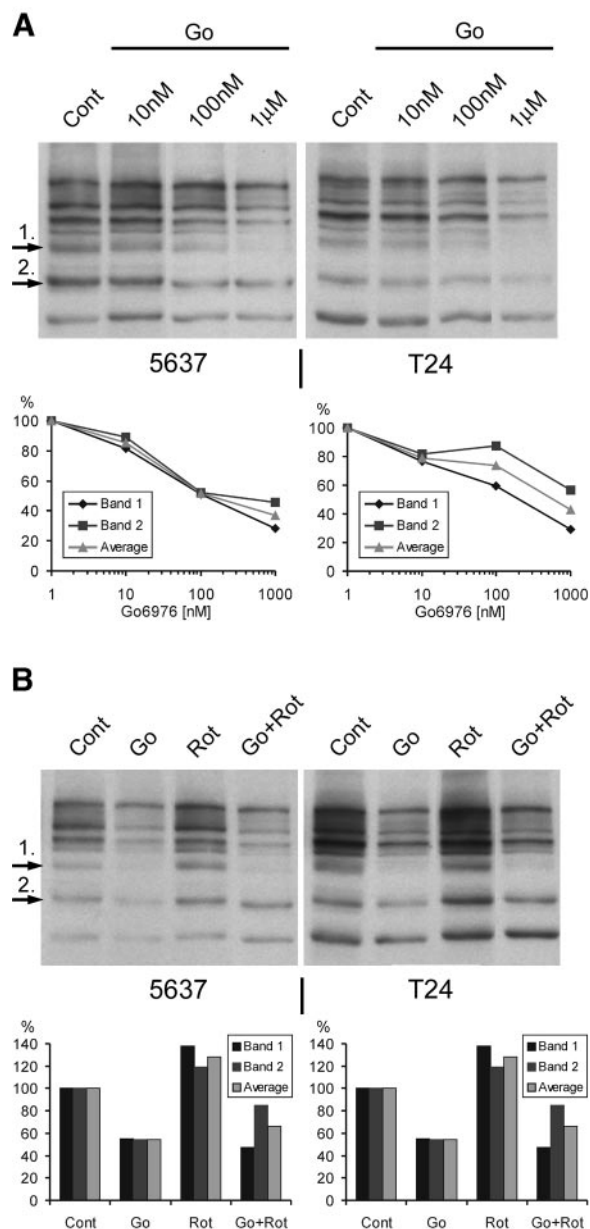 A
Go Go
Cont 10nM 100nM 1µM Cont 10nM 100nM 1µM
1.
2.
5637 T24
% %
100 100
80 80
60 60
40 40
20 20
0 0
Band 1 Band 1
Band 2 Band 2
Average Average
1 10 100 1000 1 10 100 1000
Go6976 [nM] Go6976 [nM]
B
Cont Go Rot Go+Rot Cont Go Rot Go+Rot
1.
2.
5637 T24
% %
140 140
120 120
100 100
80 80
60 60
40 40
20 20
0 0
Band 1 Band 1
Band 2 Band 2
Average Average
Cont Go Rot Go+Rot Cont Go Rot Go+Rot